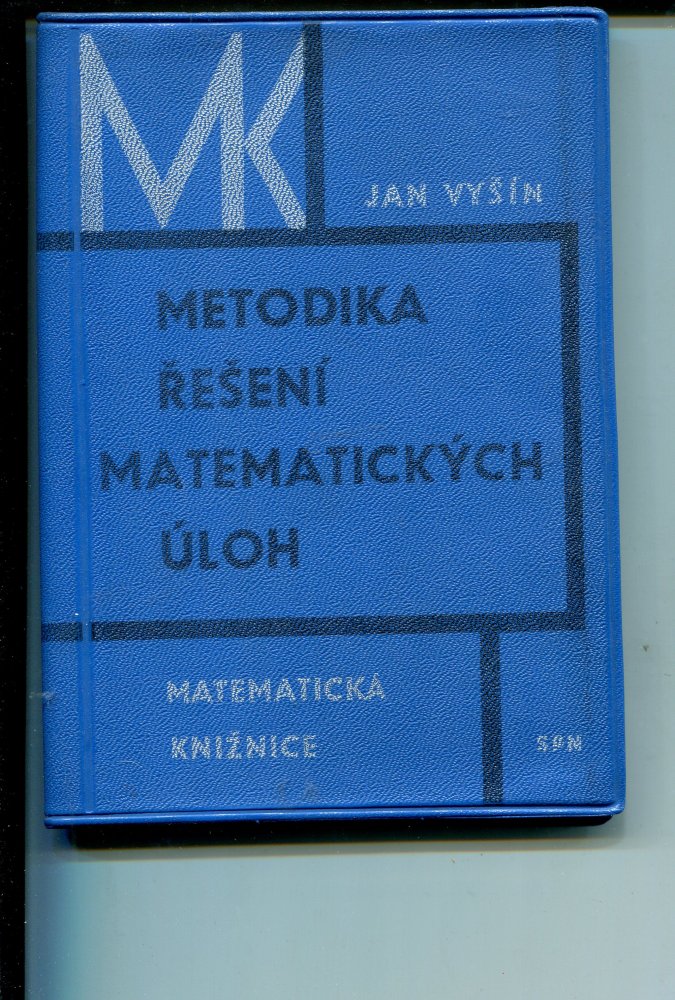 MK
JAN VYŠÍN
METODIKA
ŘEŠENÍ
MATEMATICKÝCH
ÚLOH
MATEMATICKÁ
KNIŽNICE
SPN